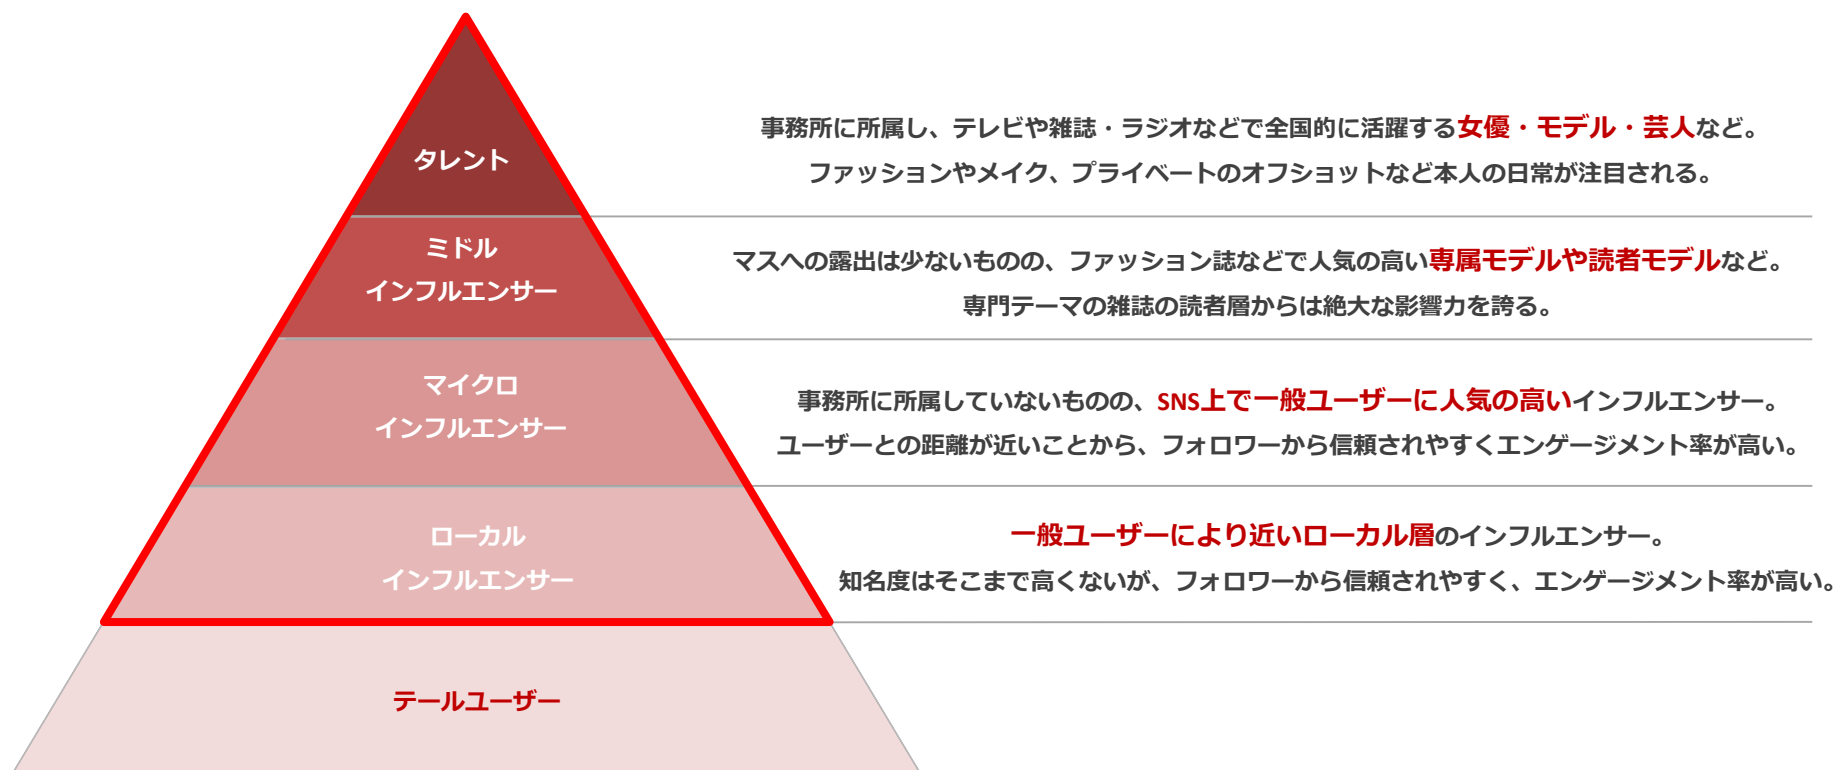 タレント
事務所に所属し、テレビや雑誌・ラジオなどで全国的に活躍する女優・モデル・芸人など。
ファッションやメイク、プライベートのオフショットなど本人の日常が注目される。
ミドル
インフルエンサー
マスへの露出は少ないものの、ファッション誌などで人気の高い専属モデルや読者モデルなど。
専門テーマの雑誌の読者層からは絶大な影響力を誇る。
マイクロ
インフルエンサー
事務所に所属していないものの、SNS上で一般ユーザーに人気の高いインフルエンサー。
ユーザーとの距離が近いことから、フォロワーから信頼されやすくエンゲージメント率が高い。
ローカル
インフルエンサー
一般ユーザーにより近いローカル層のインフルエンサー。
知名度はそこまで高くないが、フォロワーから信頼されやすく、エンゲージメント率が高い。
テールユーザー